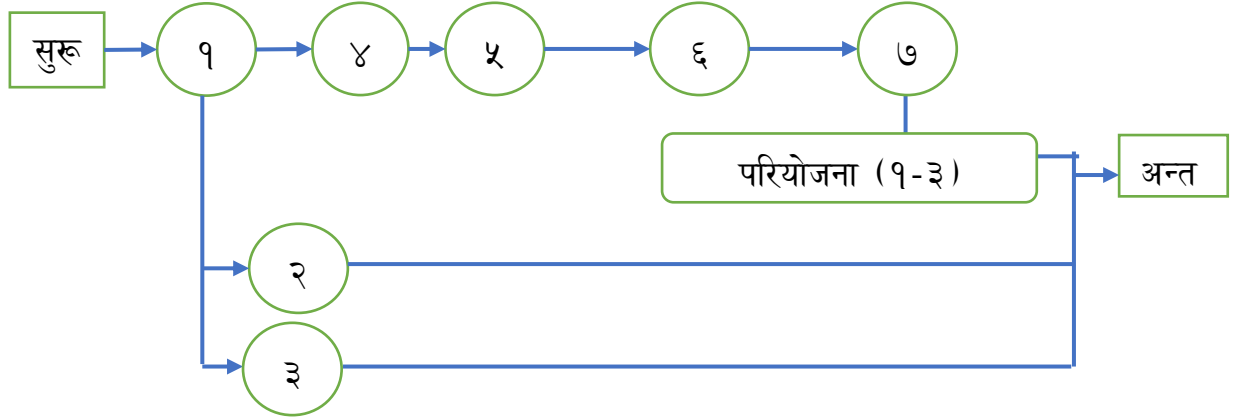 सुरू
१
४
५
६
७
परियोजना (१-३)
अन्त
२
३